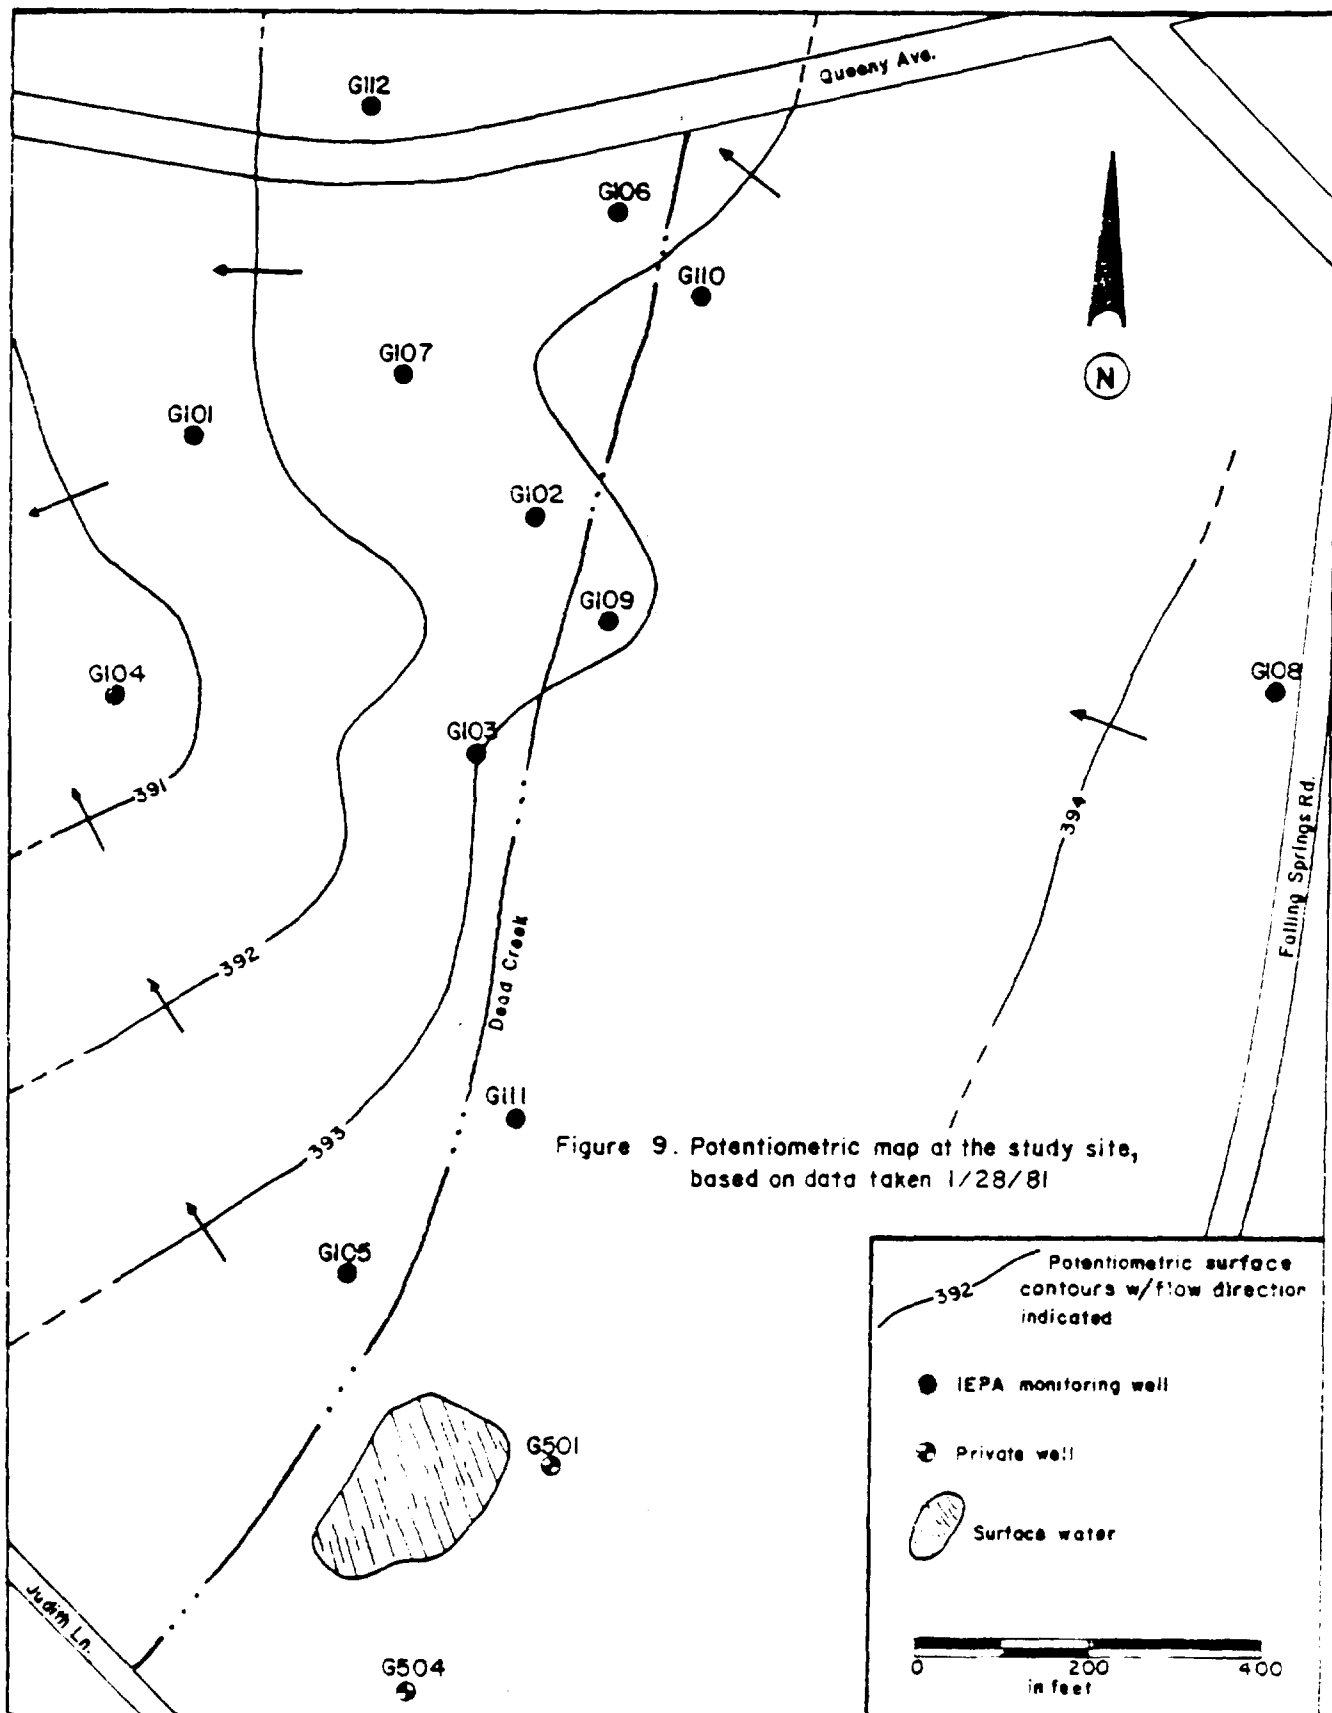 Queeny Ave.
G112
G106
G110
G107
G101
G102
G109
G104
G108
G103
391
394
392
Dead Creek
Falling Springs Rd.
N
G111
393
Figure 9. Potentiometric map at the study site,
based on data taken 1/28/81
G105
G501
Judith Ln.
G504
392
Potentiometric surface
contours w/flow direction
indicated
IEPA monitoring well
Private well
Surface water
0 200 400
in feet